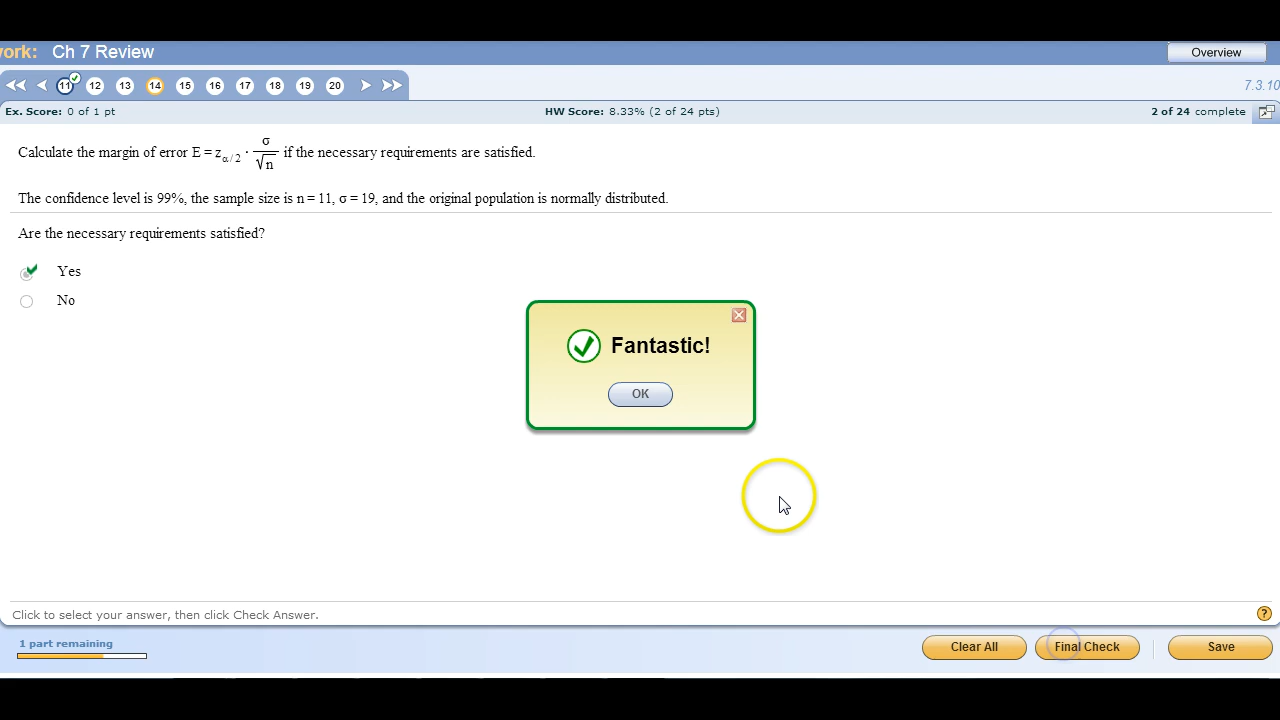 work: Ch 7 Review
Overview
11 12 13 14 15 16 17 18 19 20
7.3.10
Ex. Score: 0 of 1 pt
HW Score: 8.33% (2 of 24 pts)
2 of 24 complete
Calculate the margin of error E = z α/2 · σ/√n if the necessary requirements are satisfied.
The confidence level is 99%, the sample size is n = 11, σ = 19, and the original population is normally distributed.
Are the necessary requirements satisfied?
Yes
No
Fantastic!
OK
Click to select your answer, then click Check Answer.
?
1 part remaining
Clear All
Final Check
Save